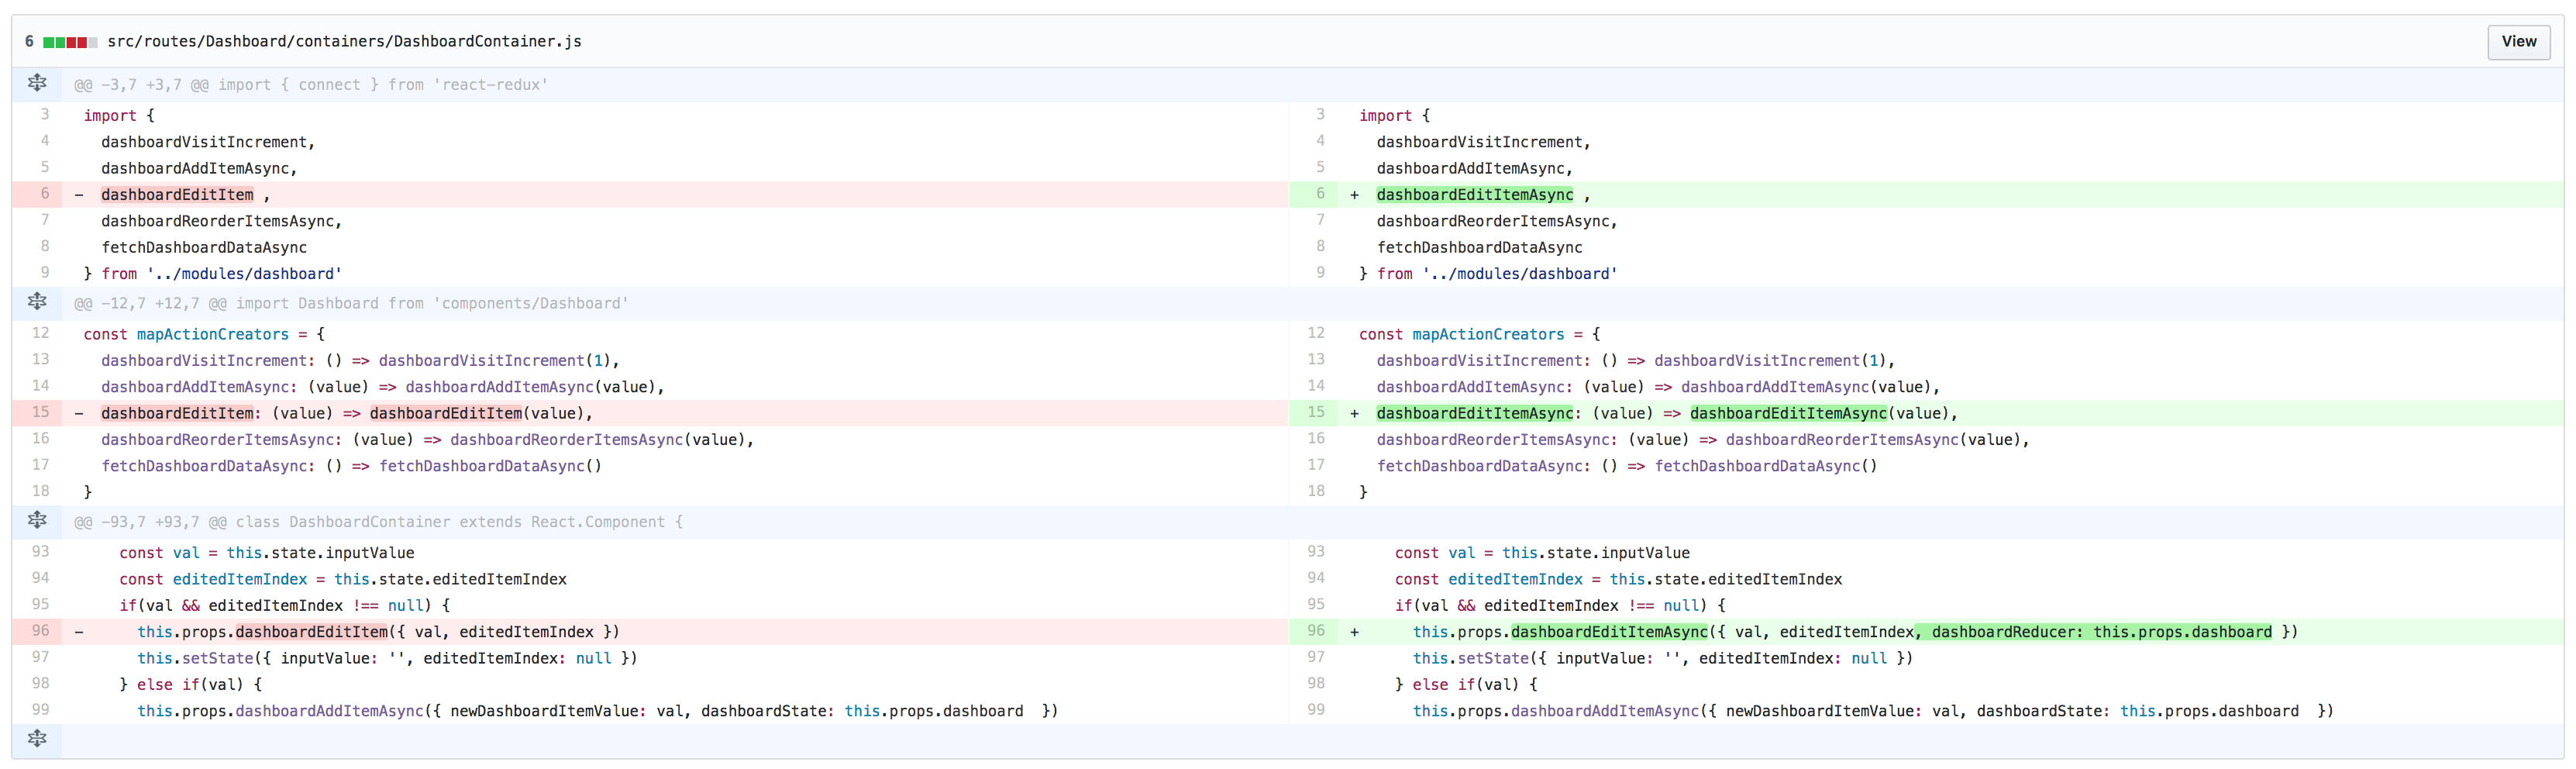 6 src/routes/Dashboard/containers/DashboardContainer.js View
@@ -3,7 +3,7 @@ import { connect } from 'react-redux'
3 import {
4 dashboardVisitIncrement,
5 dashboardAddItemAsync,
6 - dashboardEditItem ,
7 dashboardReorderItemsAsync,
8 fetchDashboardDataAsync
9 } from '../modules/dashboard'
3 import {
4 dashboardVisitIncrement,
5 dashboardAddItemAsync,
6 + dashboardEditItemAsync ,
7 dashboardReorderItemsAsync,
8 fetchDashboardDataAsync
9 } from '../modules/dashboard'
@@ -12,7 +12,7 @@ import Dashboard from 'components/Dashboard'
12 const mapActionCreators = {
13 dashboardVisitIncrement: () => dashboardVisitIncrement(1),
14 dashboardAddItemAsync: (value) => dashboardAddItemAsync(value),
15 - dashboardEditItem: (value) => dashboardEditItem(value),
16 dashboardReorderItemsAsync: (value) => dashboardReorderItemsAsync(value),
17 fetchDashboardDataAsync: () => fetchDashboardDataAsync()
18 }
12 const mapActionCreators = {
13 dashboardVisitIncrement: () => dashboardVisitIncrement(1),
14 dashboardAddItemAsync: (value) => dashboardAddItemAsync(value),
15 + dashboardEditItemAsync: (value) => dashboardEditItemAsync(value),
16 dashboardReorderItemsAsync: (value) => dashboardReorderItemsAsync(value),
17 fetchDashboardDataAsync: () => fetchDashboardDataAsync()
18 }
@@ -93,7 +93,7 @@ class DashboardContainer extends React.Component {
93 const val = this.state.inputValue
94 const editedItemIndex = this.state.editedItemIndex
95 if(val && editedItemIndex !== null) {
96 - this.props.dashboardEditItem({ val, editedItemIndex })
97 this.setState({ inputValue: '', editedItemIndex: null })
98 } else if(val) {
99 this.props.dashboardAddItemAsync({ newDashboardItemValue: val, dashboardState: this.props.dashboard  })
93 const val = this.state.inputValue
94 const editedItemIndex = this.state.editedItemIndex
95 if(val && editedItemIndex !== null) {
96 + this.props.dashboardEditItemAsync({ val, editedItemIndex, dashboardReducer: this.props.dashboard })
97 this.setState({ inputValue: '', editedItemIndex: null })
98 } else if(val) {
99 this.props.dashboardAddItemAsync({ newDashboardItemValue: val, dashboardState: this.props.dashboard  })